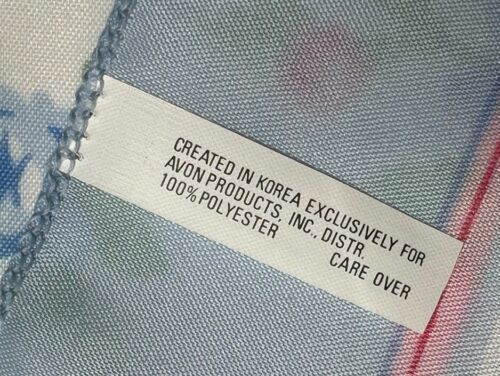 CREATED IN KOREA EXCLUSIVELY FOR
AVON PRODUCTS, INC., DISTR.
100% POLYESTER
CARE OVER